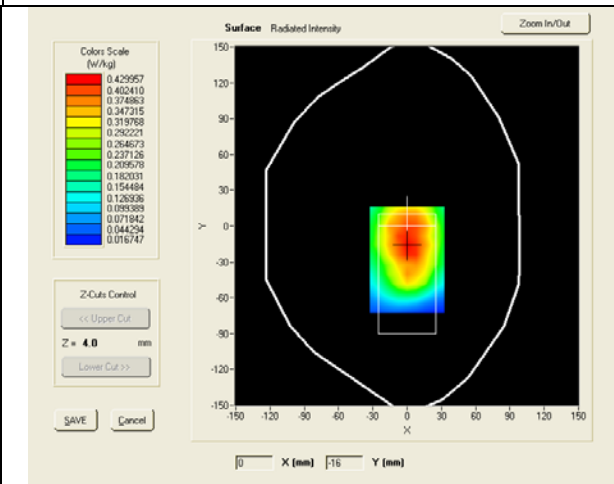 Surface Radiated Intensity
Zoom In/Out
Colors Scale
(W/kg)
0.429957
0.402410
0.374863
0.347315
0.319768
0.292221
0.264673
0.237126
0.209578
0.182031
0.154484
0.126936
0.099389
0.071842
0.044294
0.016747
Z-Cuts Control
<< Upper Cut
Z = 4.0 mm
Lower Cut >>
SAVE Cancel
150
120
90
60
30
0
-30
-60
-90
-120
-150
Y
-150 -120 -90 -60 -30 0 30 60 90 120 150
X
0 X (mm) -16 Y (mm)